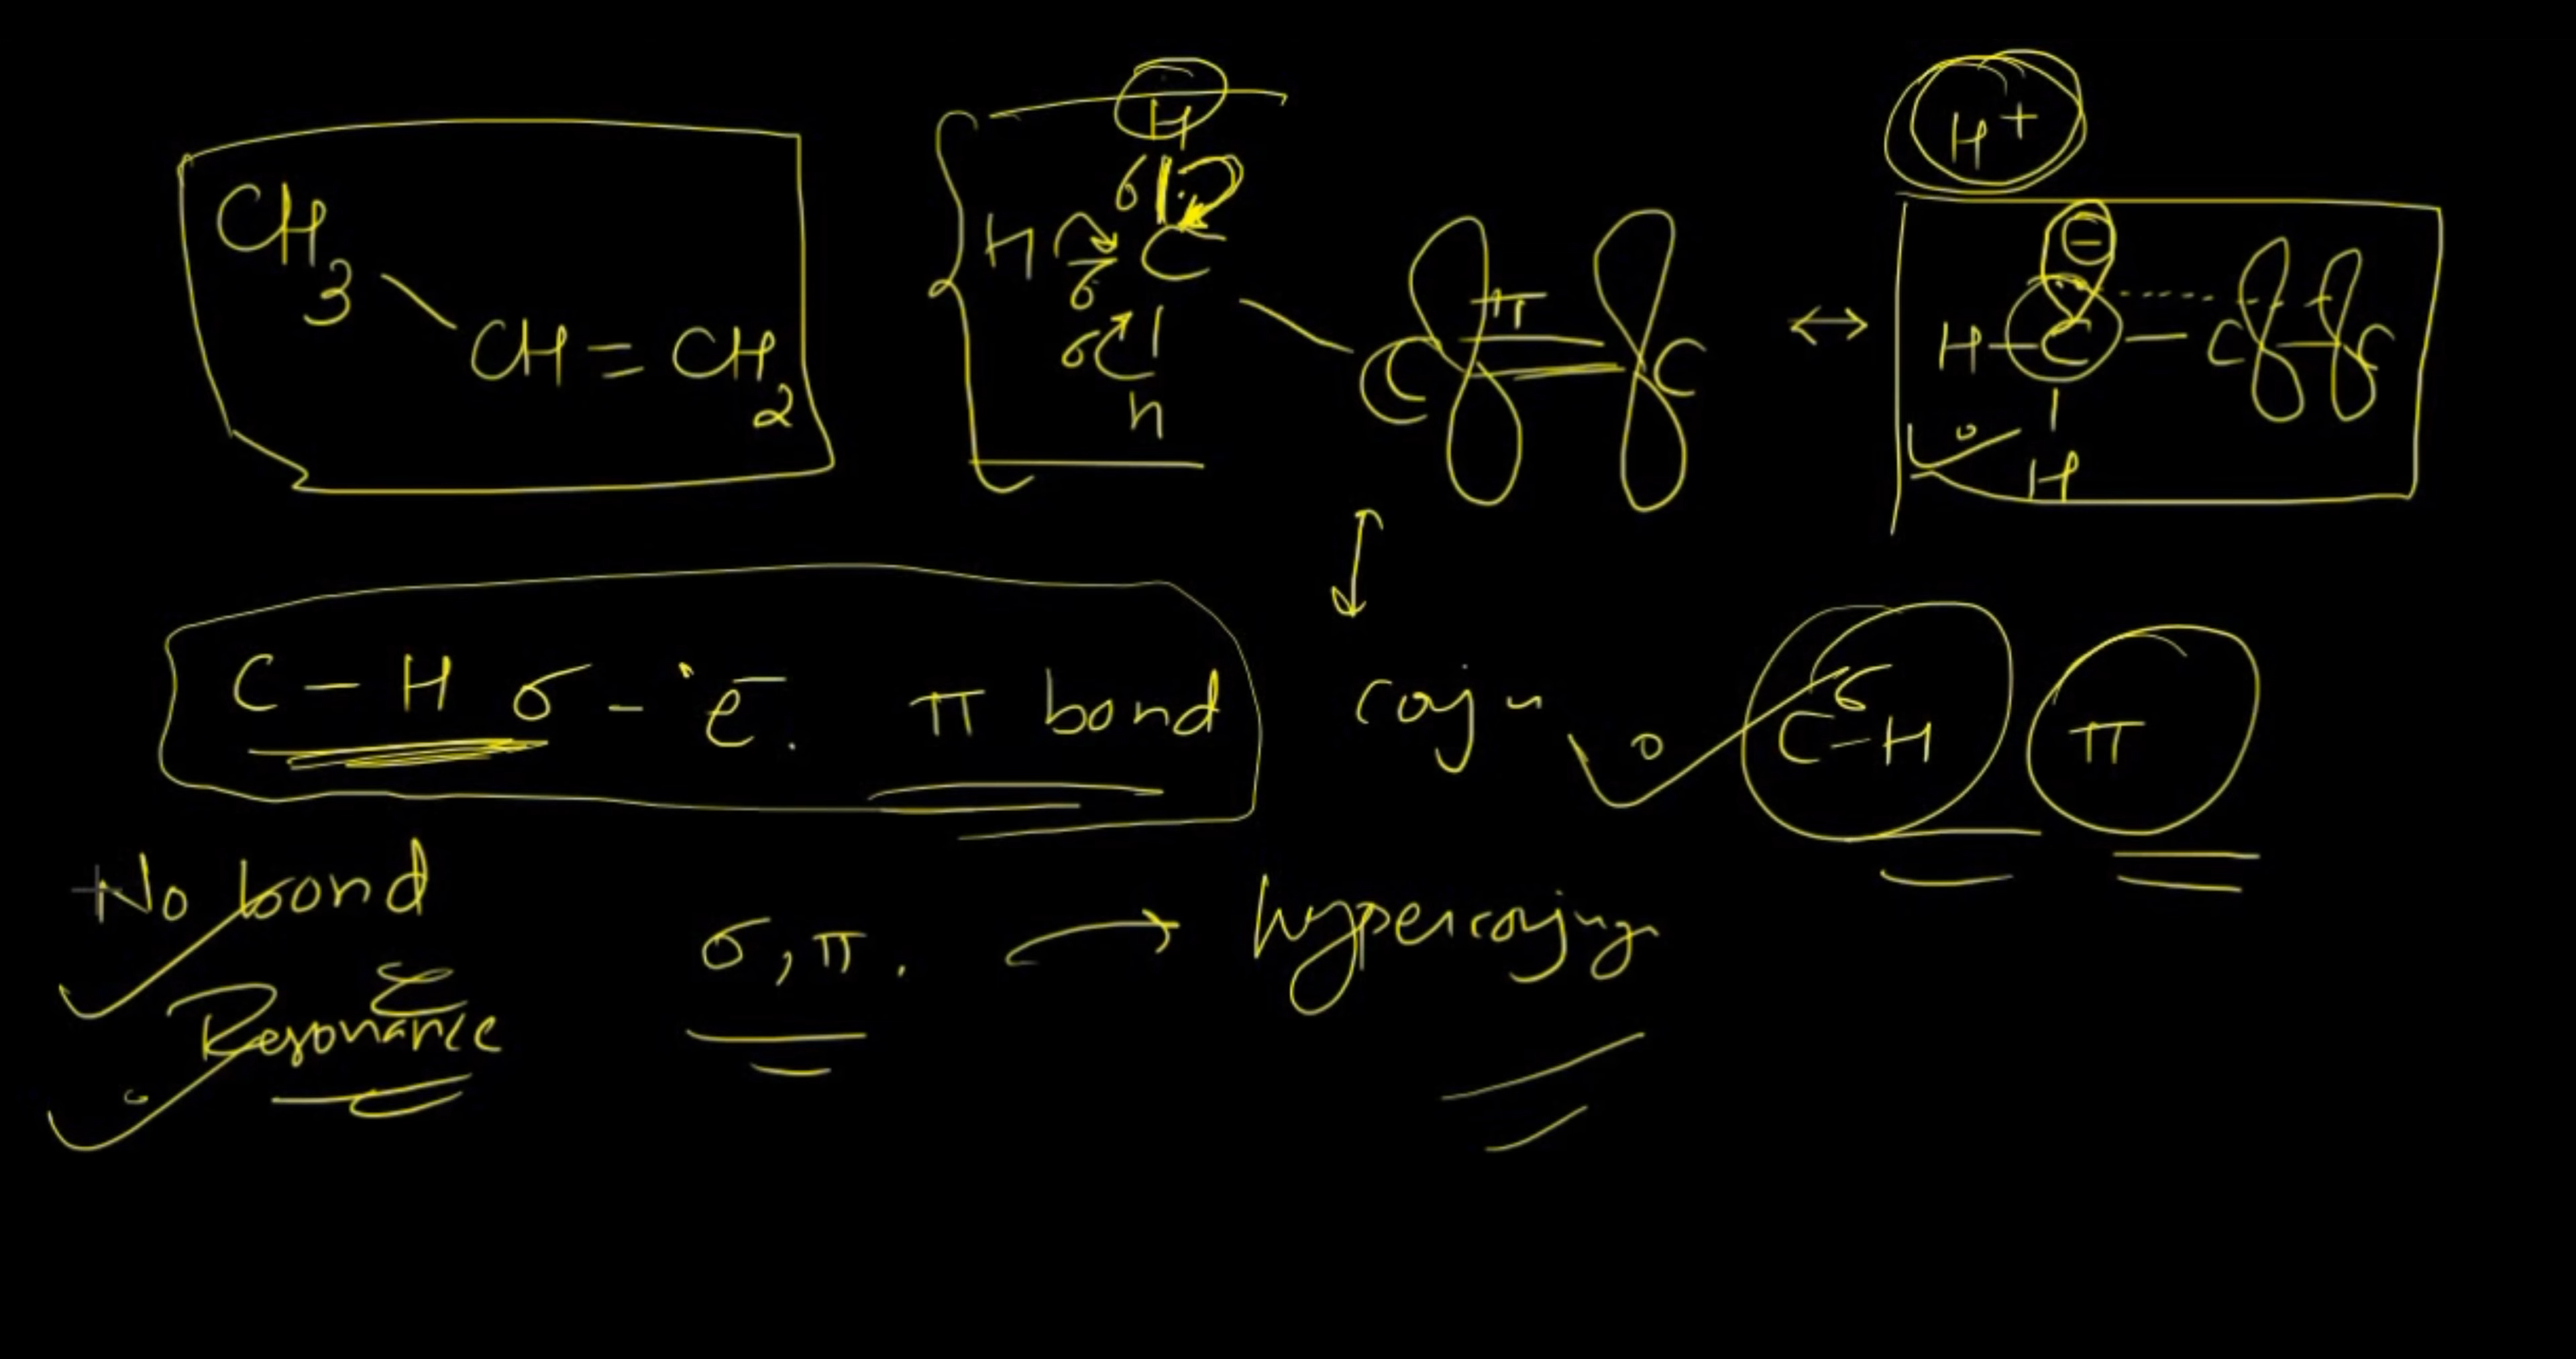 CH3
CH = CH2
H
σ
H σ C
σ
H
C π C
↔
H+
⊖
H - C - C - C
H
C - H σ - e̅. π bond
conju
C-H σ
π
No bond
Resonance
σ, π. → hyperconjug